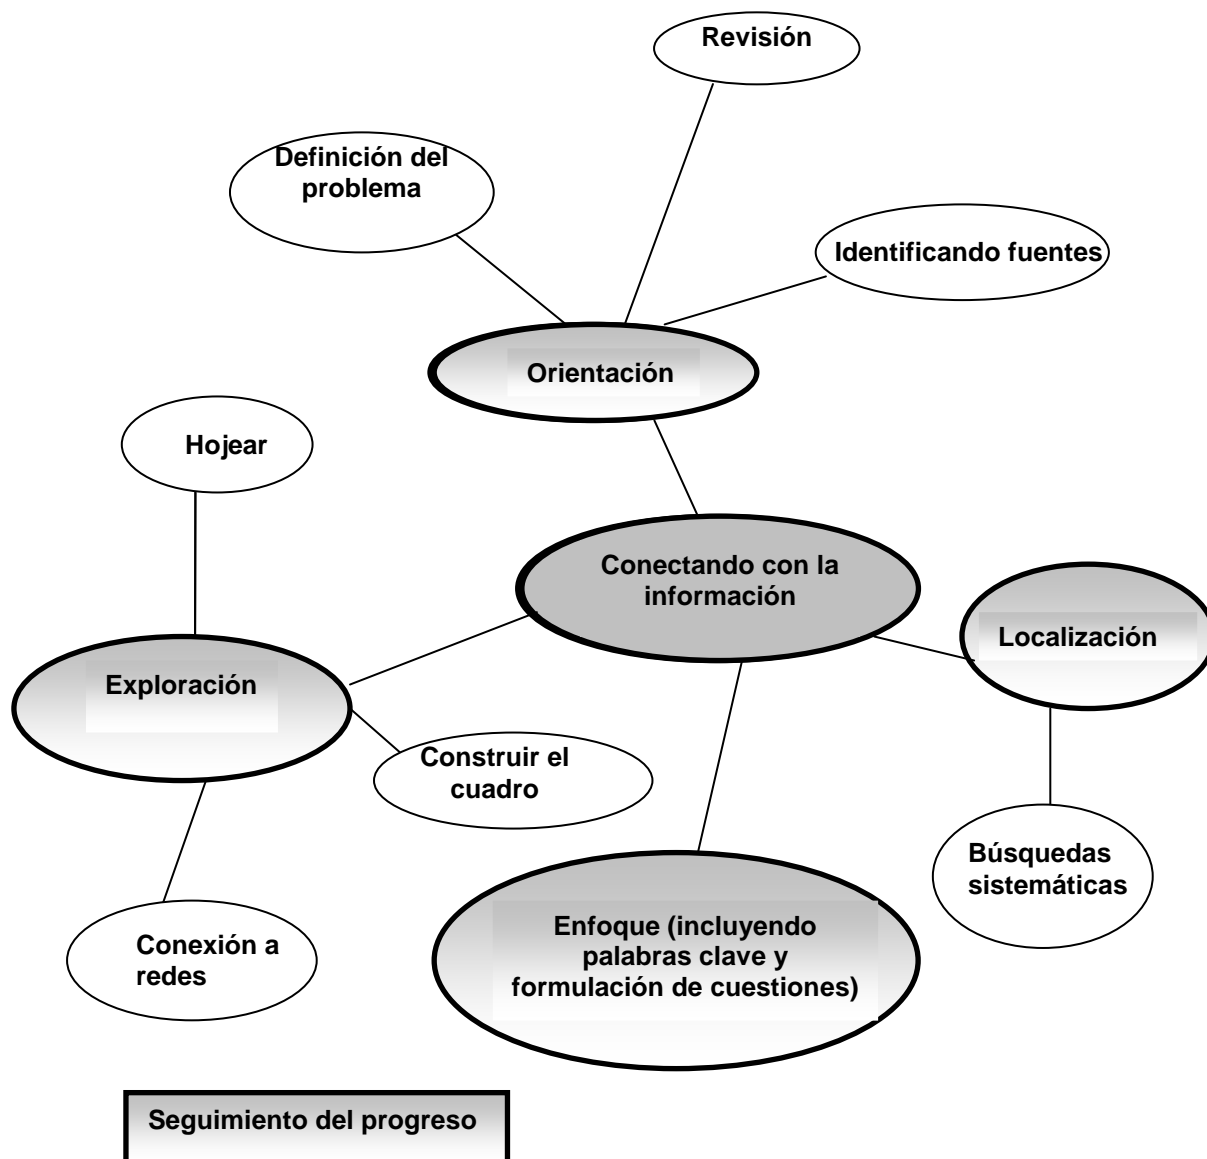 Revisión
Definición del
problema
Identificando fuentes
Orientación
Hojear
Conectando con la
información
Localización
Exploración
Construir el
cuadro
Búsquedas
sistemáticas
Enfoque (incluyendo
palabras clave y
formulación de cuestiones)
Conexión a
redes
Seguimiento del progreso